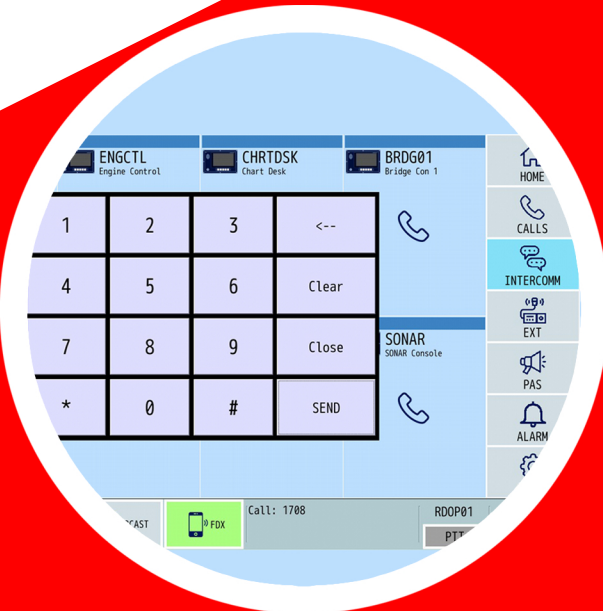 ENGCTL
Engine Control
CHRTDSK
Chart Desk
BRDG01
Bridge Con 1
HOME
1 2 3 <--
CALLS
4 5 6 Clear
INTERCOMM
EXT
7 8 9 Close
SONAR
SONAR Console
PAS
* 0 # SEND
ALARM
CAST
FDX
Call: 1708
RDOP01
PTT